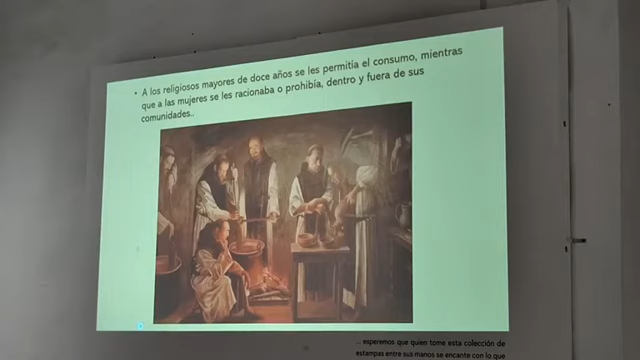 • A los religiosos mayores de doce años se les permitía el consumo, mientras
que a las mujeres se les racionaba o prohibía, dentro y fuera de sus
comunidades..
.. esperemos que quien tome esta colección de
estampas entre sus manos se encante con lo que